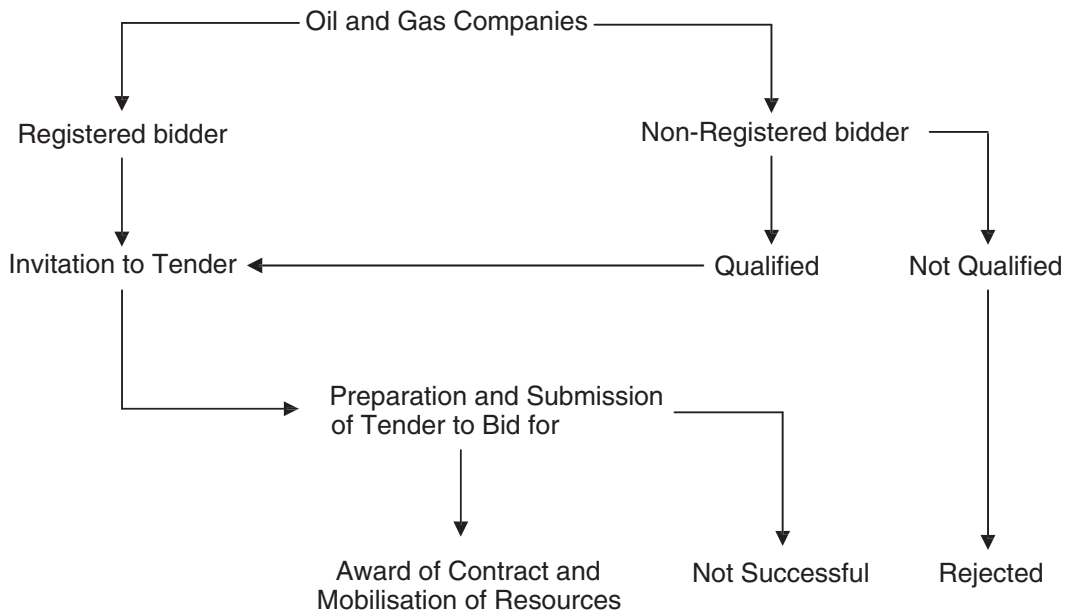 Oil and Gas Companies
Registered bidder
Non-Registered bidder
Invitation to Tender
Qualified
Not Qualified
Preparation and Submission
of Tender to Bid for
Award of Contract and
Mobilisation of Resources
Not Successful
Rejected